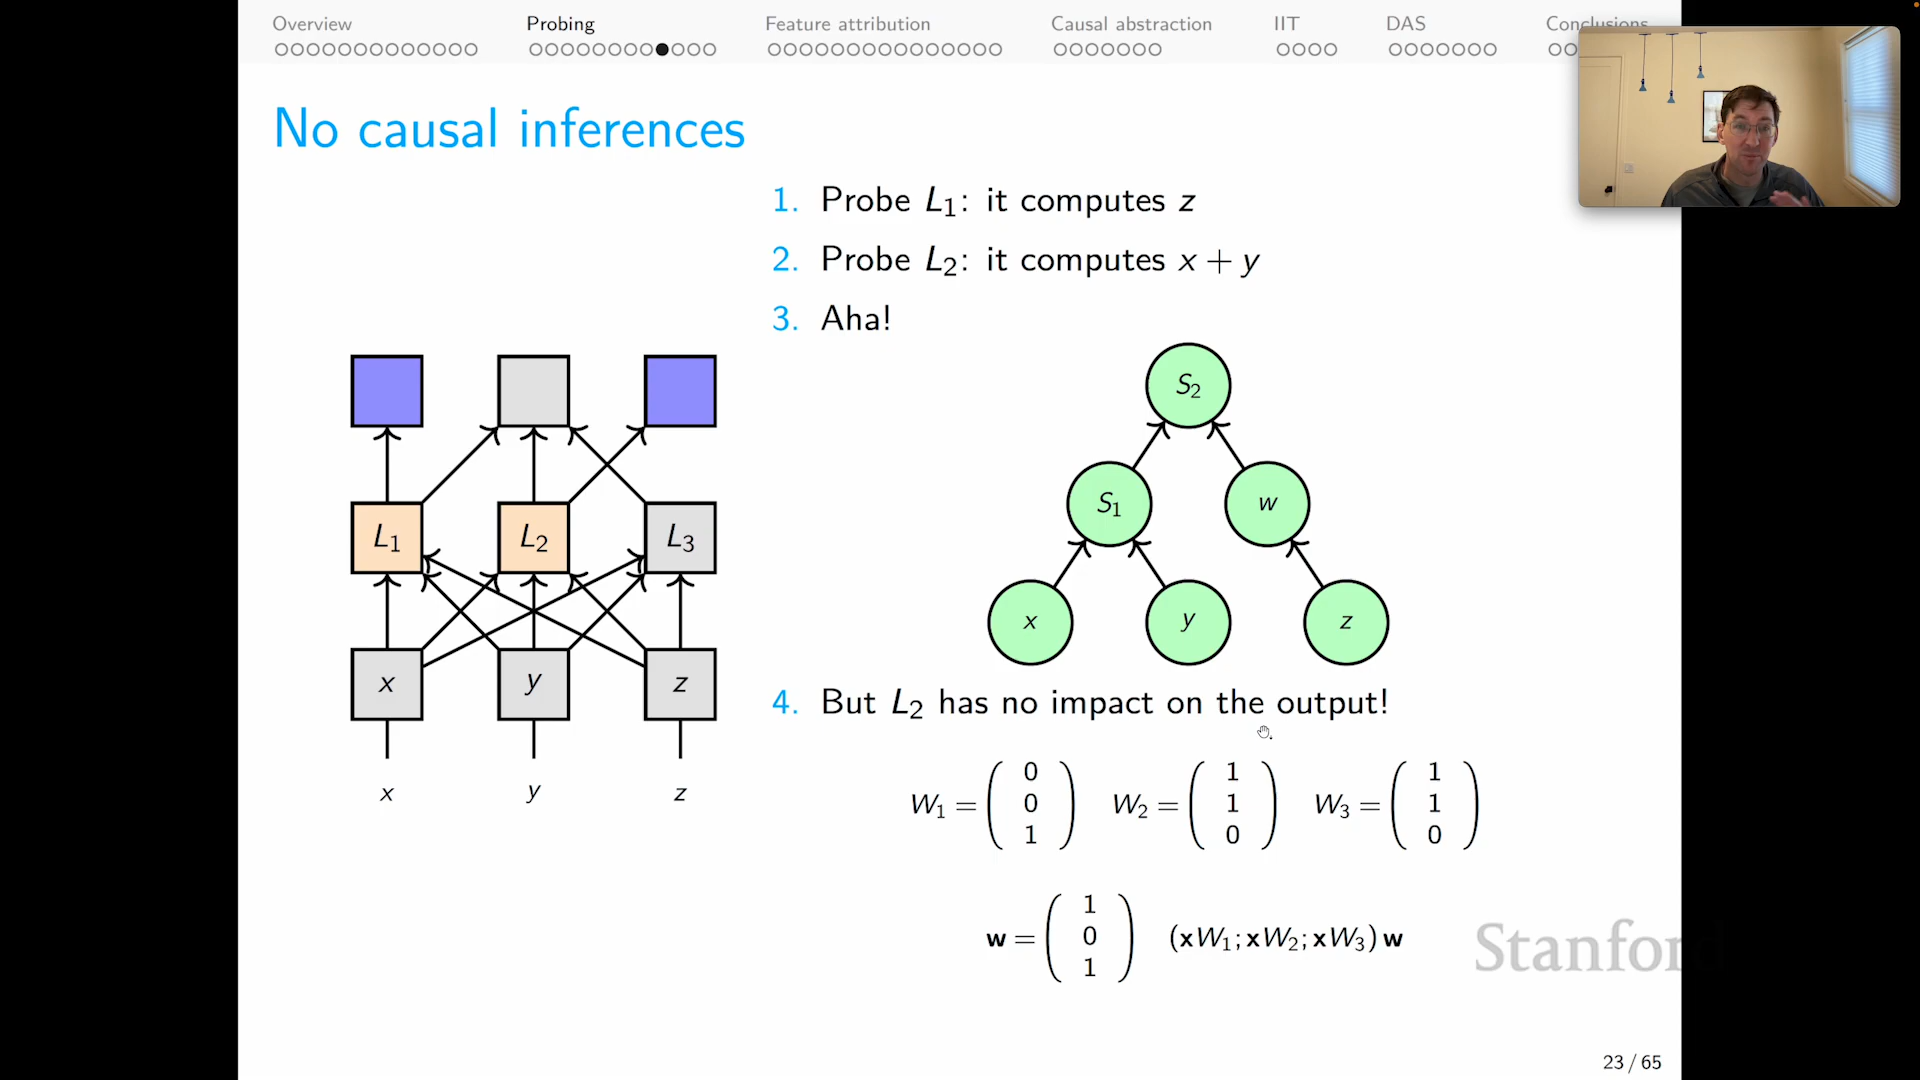 Overview Probing Feature attribution Causal abstraction IIT DAS Conclusions
No causal inferences
1. Probe L₁: it computes z
2. Probe L₂: it computes x + y
3. Aha!
S₂
S₁ w
x y z
L₁ L₂ L₃
x y z
x y z
4. But L₂ has no impact on the output!
W₁ = ( 0 0 1 ) W₂ = ( 1 1 0 ) W₃ = ( 1 1 0 )
w = ( 1 0 1 ) (xW₁; xW₂; xW₃) w
Stanford
23 / 65